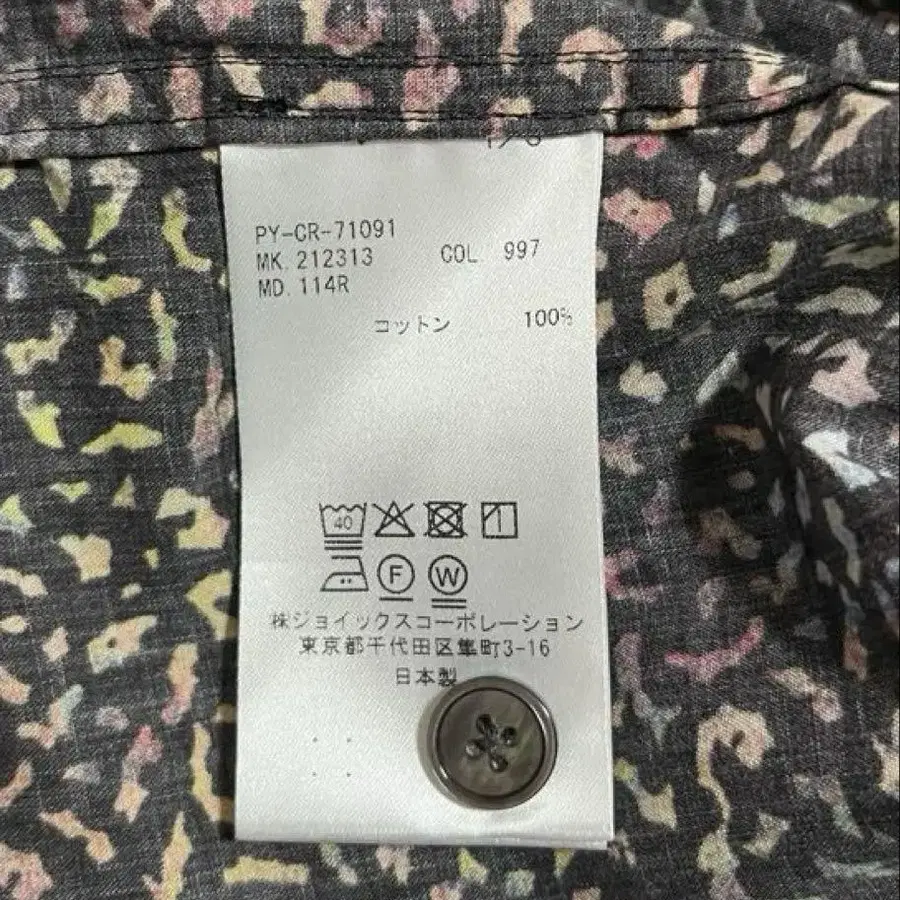 PY-CR-71091
MK. 212313 COL 997
MD. 114R
コットン 100%
40
F W
株ジョイックスコーポレーション
東京都千代田区隼町3-16
日本製